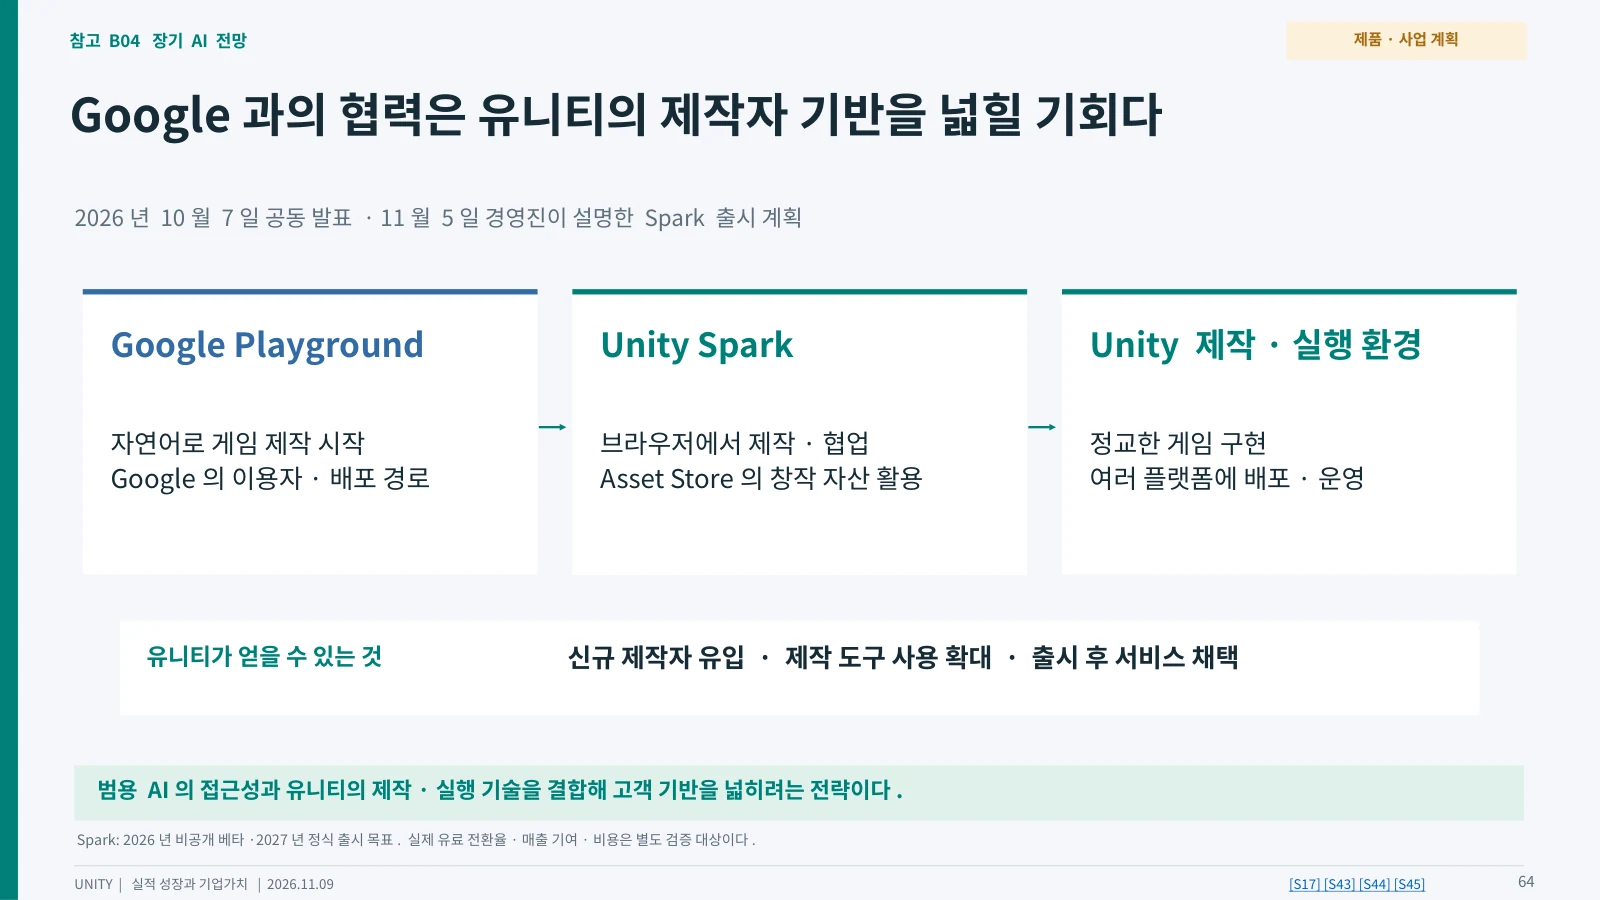 참고 B04 장기 AI 전망
제품 · 사업 계획
Google 과의 협력은 유니티의 제작자 기반을 넓힐 기회다
2026 년 10 월 7 일 공동 발표 · 11 월 5 일 경영진이 설명한 Spark 출시 계획
Google Playground
자연어로 게임 제작 시작
Google 의 이용자 · 배포 경로
Unity Spark
브라우저에서 제작 · 협업
Asset Store 의 창작 자산 활용
Unity 제작 · 실행 환경
정교한 게임 구현
여러 플랫폼에 배포 · 운영
유니티가 얻을 수 있는 것
신규 제작자 유입 · 제작 도구 사용 확대 · 출시 후 서비스 채택
범용 AI 의 접근성과 유니티의 제작 · 실행 기술을 결합해 고객 기반을 넓히려는 전략이다 .
Spark: 2026 년 비공개 베타 ·2027 년 정식 출시 목표 . 실제 유료 전환율 · 매출 기여 · 비용은 별도 검증 대상이다 .
UNITY | 실적 성장과 기업가치 | 2026.11.09
[S17] [S43] [S44] [S45]
64